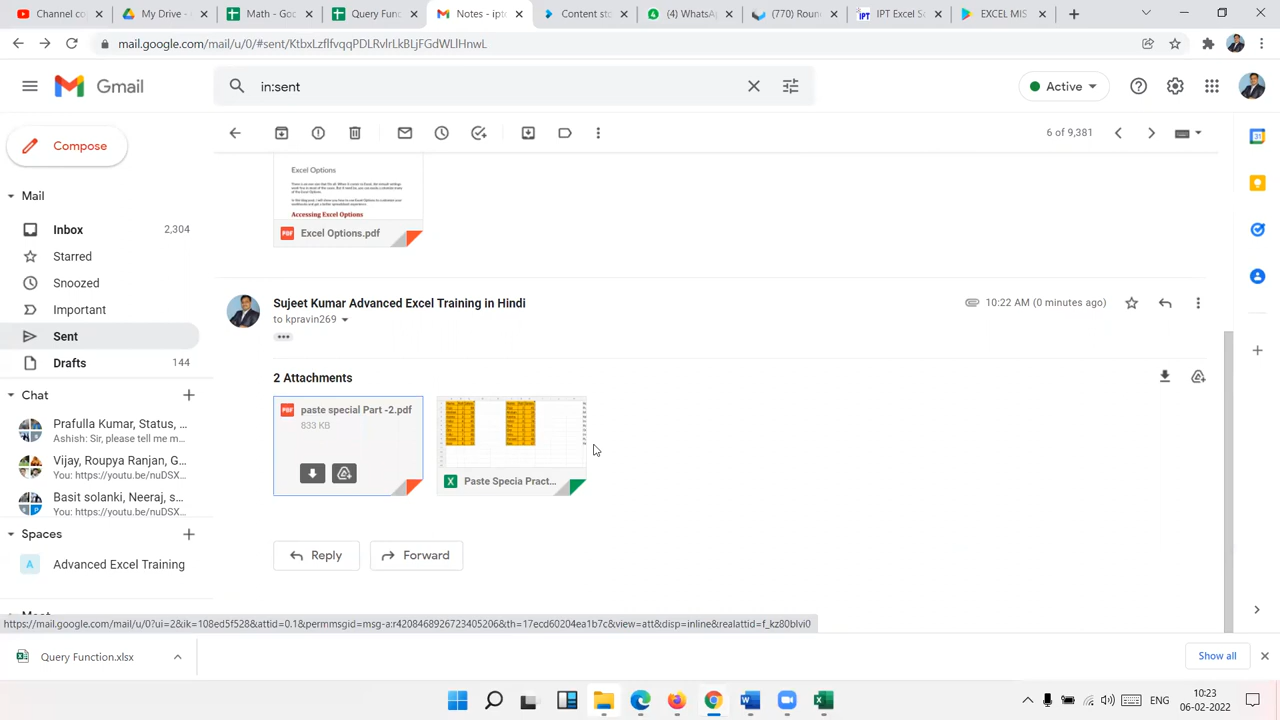 Channel co
My Drive -
Math - Go
Query Func
Notes - ipt
Content sto
(4) WhatsA
(770) Roun
IPT Excel Sc
EXCEL MIS
mail.google.com/mail/u/0/#sent/KtbxLzflfvqqPDLRvlrLkBLjFGdWLlHnwL
Gmail
in:sent
Active
Compose
6 of 9,381
Mail
Inbox 2,304
Starred
Snoozed
Important
Sent
Drafts 144
Chat
Prafulla Kumar, Status, ...
Ashish: Sir, please tell me m...
Vijay, Roupya Ranjan, G...
You: https://youtu.be/nuDSX...
Basit solanki, Neeraj, s...
You: https://youtu.be/nuDSX...
Spaces
A Advanced Excel Training
Excel Options
Accessing Excel Options
PDF Excel Options.pdf
Sujeet Kumar Advanced Excel Training in Hindi
10:22 AM (0 minutes ago)
to kpravin269
2 Attachments
PDF paste special Part -2.pdf
833 KB
X Paste Specia Pract...
Reply
Forward
https://mail.google.com/mail/u/0?ui=2&ik=108ed5f528&attid=0.1&permmsgid=msg-a:r4208468926723405206&th=17ecd60204ea1b7c&view=att&disp=inline&realattid=f_kz80blvi0
Query Function.xlsx
Show all
ENG
10:23
06-02-2022